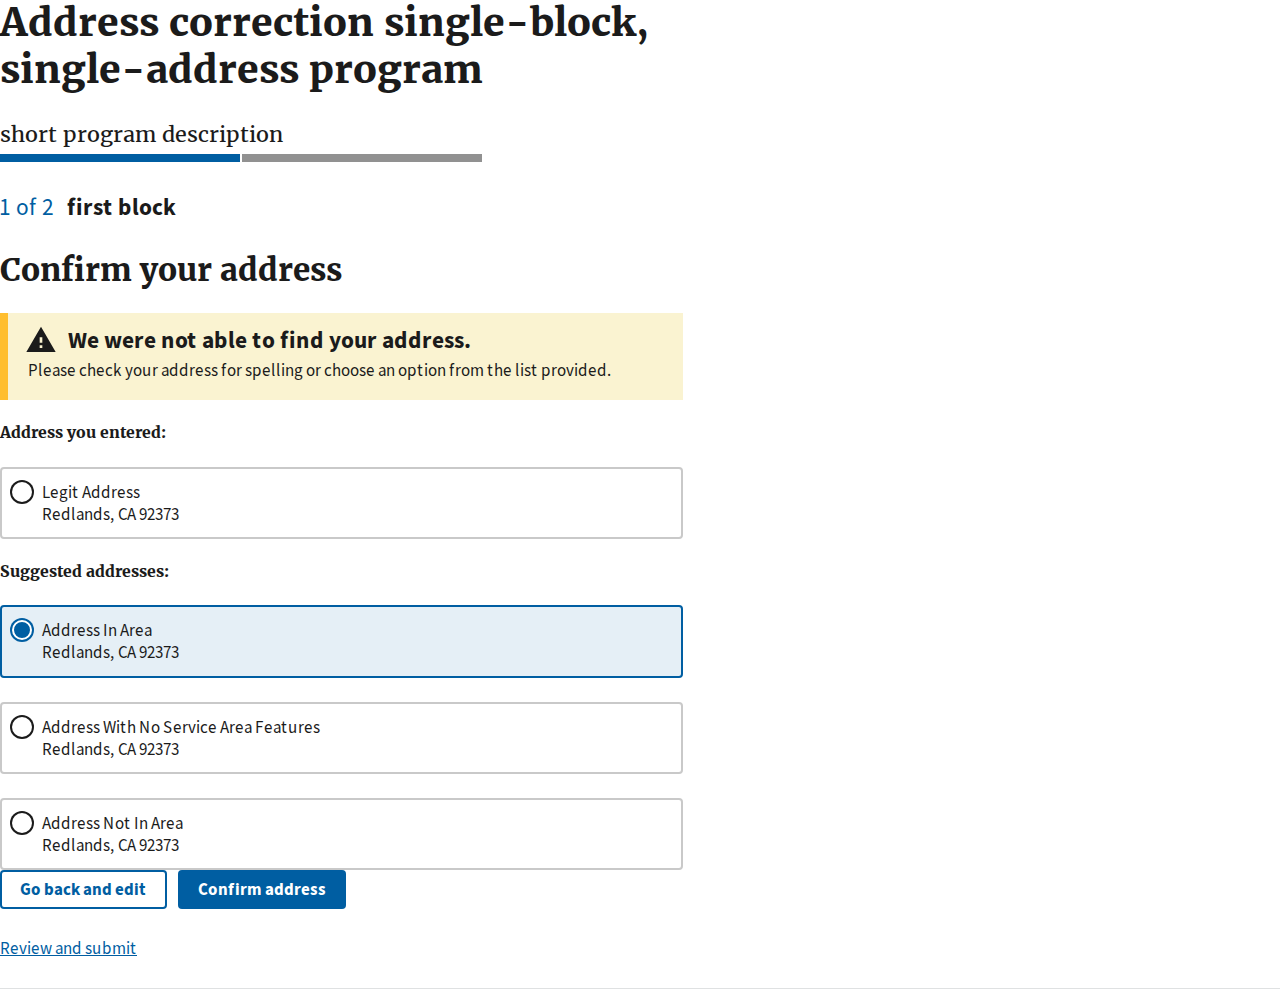 Address correction single-block,
single-address program
short program description
1 of 2 first block
Confirm your address
We were not able to find your address.
Please check your address for spelling or choose an option from the list provided.
Address you entered:
Legit Address
Redlands, CA 92373
Suggested addresses:
Address In Area
Redlands, CA 92373
Address With No Service Area Features
Redlands, CA 92373
Address Not In Area
Redlands, CA 92373
Go back and edit Confirm address
Review and submit